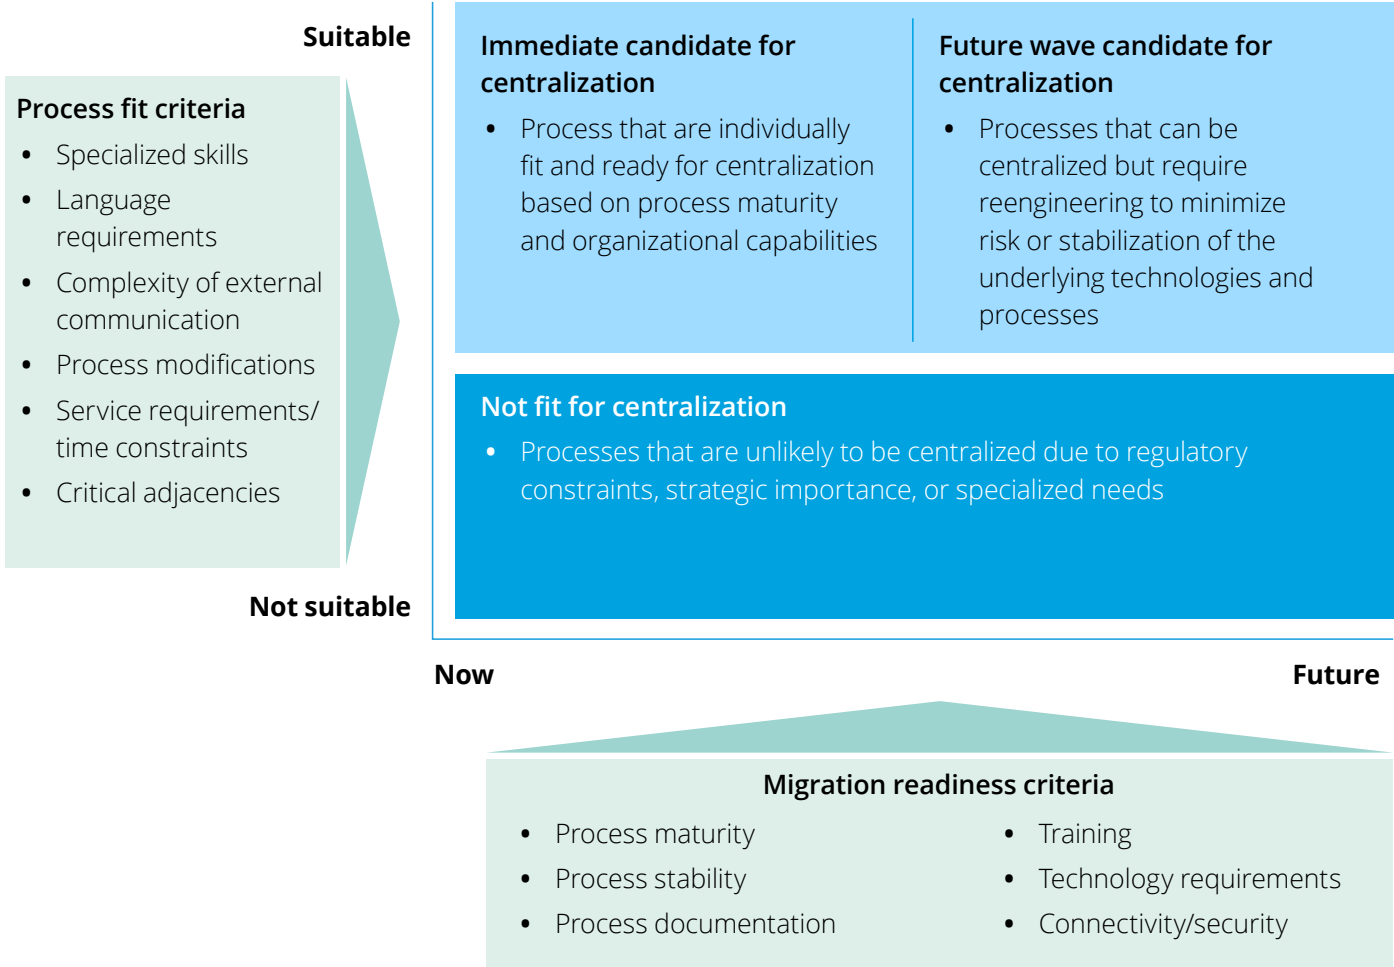 Suitable
Process fit criteria
• Specialized skills
• Language
requirements
• Complexity of external
communication
• Process modifications
• Service requirements/
time constraints
• Critical adjacencies
Not suitable
Immediate candidate for
centralization
• Process that are individually
fit and ready for centralization
based on process maturity
and organizational capabilities
Future wave candidate for
centralization
• Processes that can be
centralized but require
reengineering to minimize
risk or stabilization of the
underlying technologies and
processes
Not fit for centralization
• Processes that are unlikely to be centralized due to regulatory
constraints, strategic importance, or specialized needs
Now
Future
Migration readiness criteria
• Process maturity
• Process stability
• Process documentation
• Training
• Technology requirements
• Connectivity/security